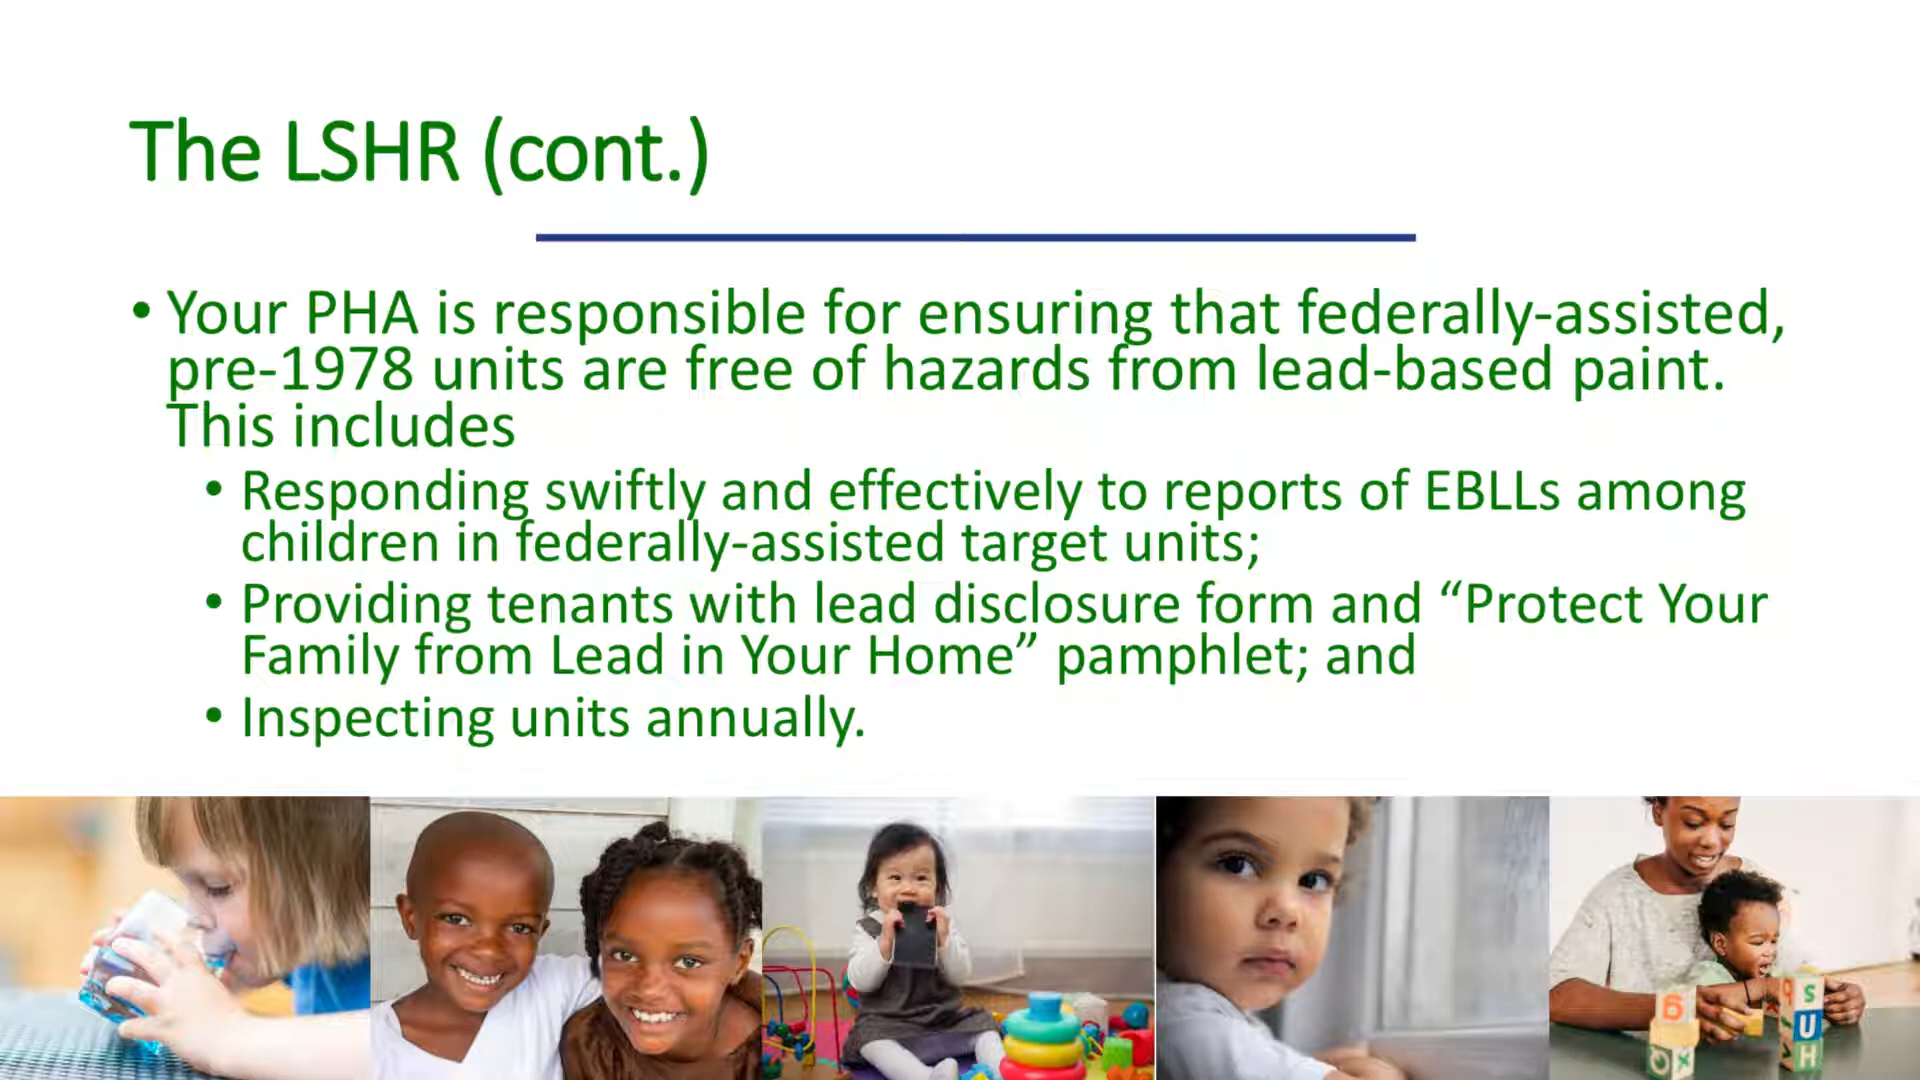 The LSHR (cont.)
• Your PHA is responsible for ensuring that federally-assisted,
pre-1978 units are free of hazards from lead-based paint.
This includes
• Responding swiftly and effectively to reports of EBLLs among
children in federally-assisted target units;
• Providing tenants with lead disclosure form and “Protect Your
Family from Lead in Your Home” pamphlet; and
• Inspecting units annually.
S
U
H